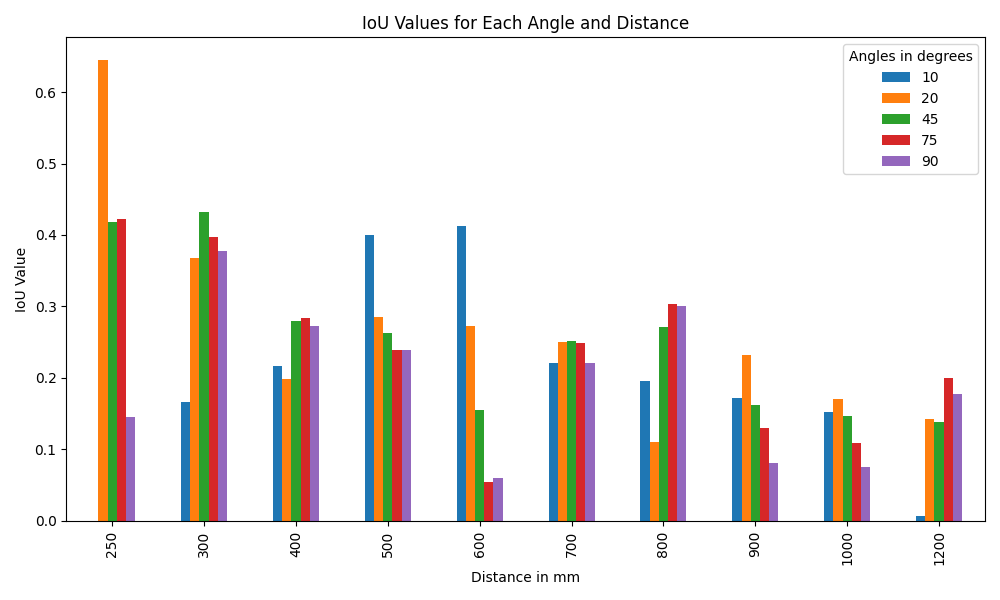 IoU Values for Each Angle and Distance
Angles in degrees
10
20
45
75
90
IoU Value
0.6
0.5
0.4
0.3
0.2
0.1
0.0
250 300 400 500 600 700 800 900 1000 1200
Distance in mm